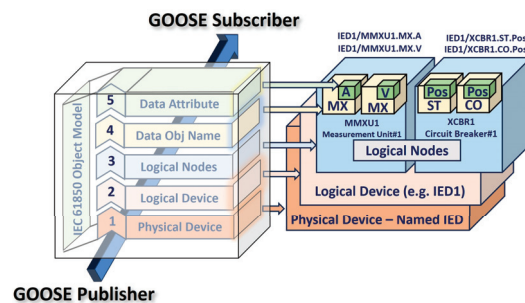 GOOSE Subscriber
IED1/MMXU1.MX.A
IED1/MMXU1.MX.V
IED1/XCBR1.ST.Pos
IED1/XCBR1.CO.Pos
IEC 61850 Object Model
5 Data Attribute
4 Data Obj Name
3 Logical Nodes
2 Logical Device
1 Physical Device
A V
MX MX
MMXU1
Measurement Unit#1
Pos Pos
ST CO
XCBR1
Circuit Breaker#1
Logical Nodes
Logical Device (e.g. IED1)
Physical Device – Named IED
GOOSE Publisher